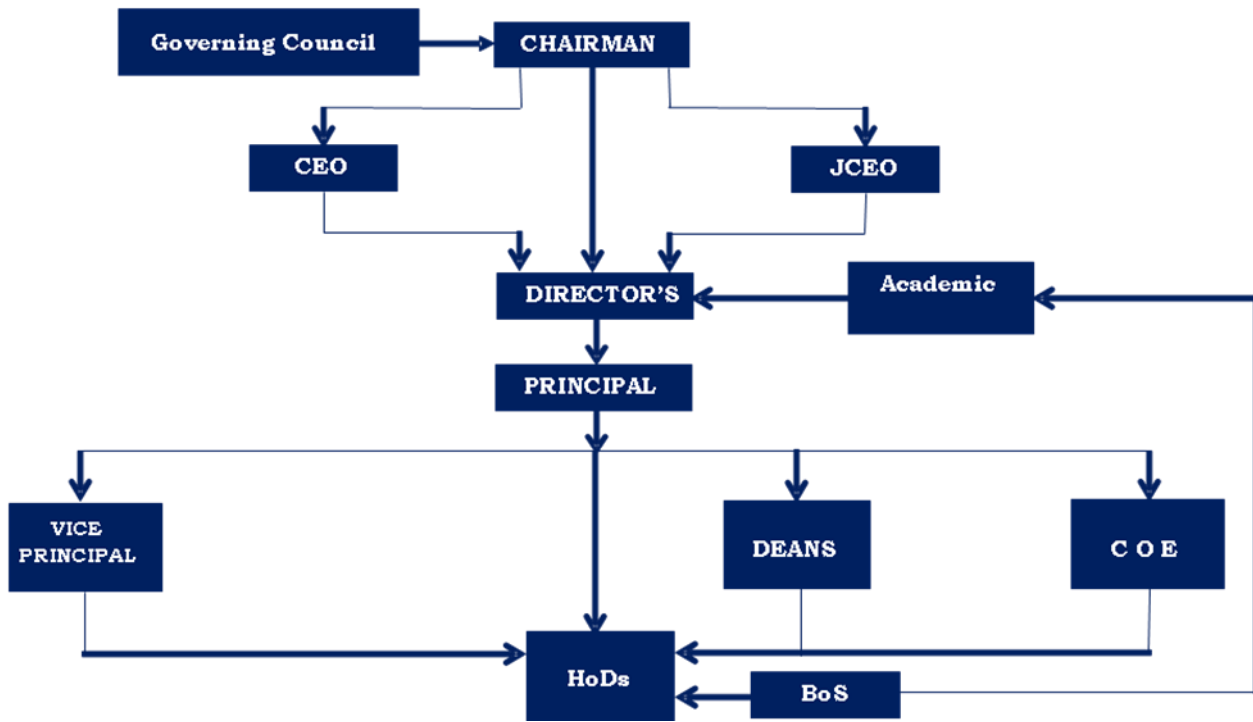 Governing Council
CHAIRMAN
CEO
JCEO
DIRECTOR'S
Academic
PRINCIPAL
VICE
PRINCIPAL
DEANS
C O E
HoDs
BoS